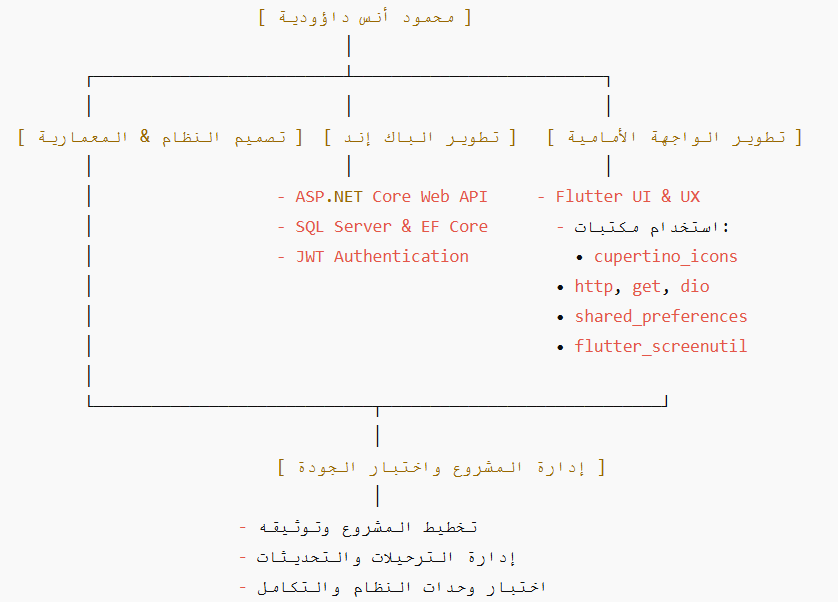 [ محمود أنس داؤودية ]
[ تصميم النظام & المعمارية ] [ تطوير الباك إند ] [ تطوير الواجهة الأمامية ]
- ASP.NET Core Web API - Flutter UI & UX
- SQL Server & EF Core - استخدام مكتبات:
- JWT Authentication • cupertino_icons
• http, get, dio
• shared_preferences
• flutter_screenutil
[ إدارة المشروع واختبار الجودة ]
- تخطيط المشروع وتوثيقه
- إدارة الترحيلات والتحديثات
- اختبار وحدات النظام والتكامل